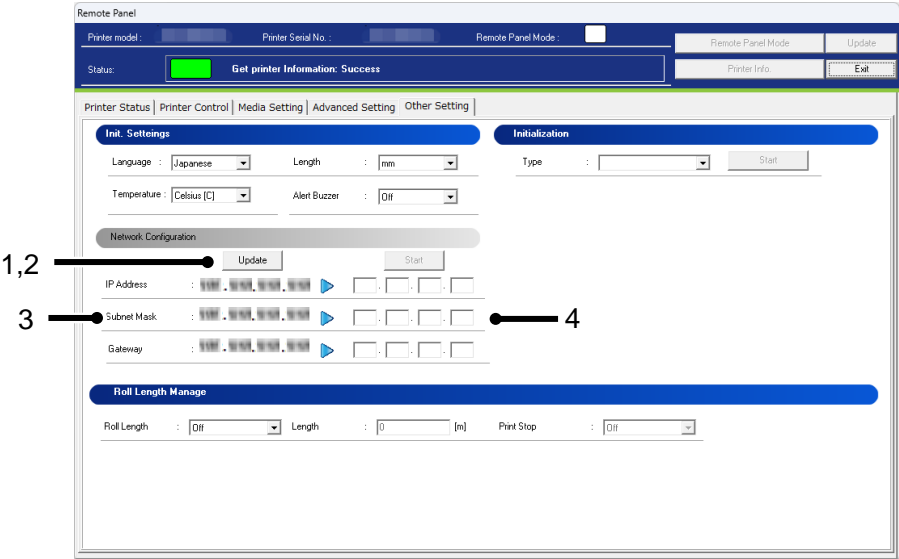 Remote Panel
Printer model : Printer Serial No. : Remote Panel Mode : Remote Panel Mode Update
Status: Get printer Information: Success Printer Info. Exit
Printer Status Printer Control Media Setting Advanced Setting Other Setting
Init. Setteings Initialization
Language : Japanese Length : mm Type : Start
Temperature : Celsius [C] Alert Buzzer : Off
Network Configuration
1,2 Update Start
IP Address : . . . . . .
3 Subnet Mask : . . . . . . 4
Gateway : . . . . . .
Roll Length Manage
Roll Length : Off Length : 0 [m] Print Stop : Off